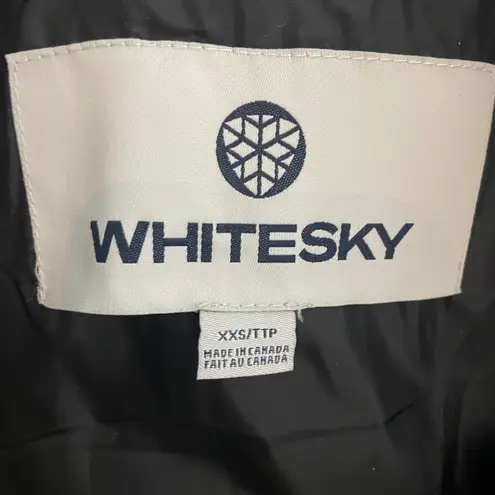 WHITESKY
XXS/TTP
MADE IN CANADA
FAIT AU CANADA